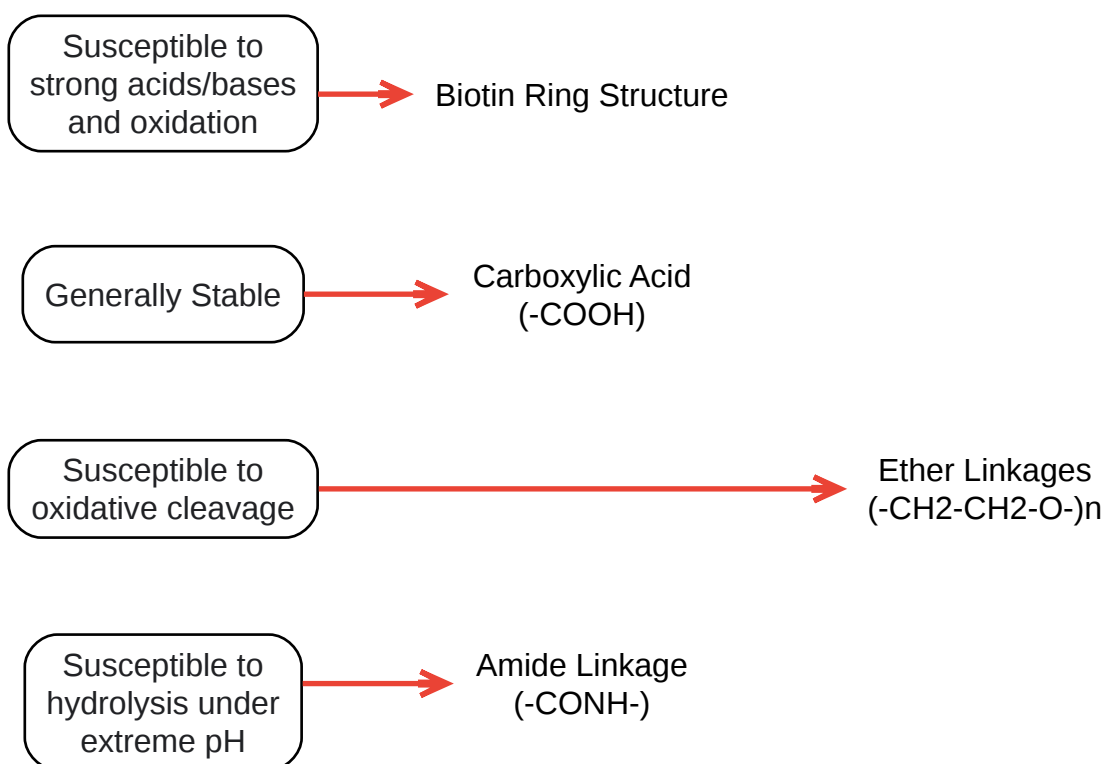 Susceptible to
strong acids/bases
and oxidation
Biotin Ring Structure
Generally Stable
Carboxylic Acid
(-COOH)
Susceptible to
oxidative cleavage
Ether Linkages
(-CH2-CH2-O-)n
Susceptible to
hydrolysis under
extreme pH
Amide Linkage
(-CONH-)